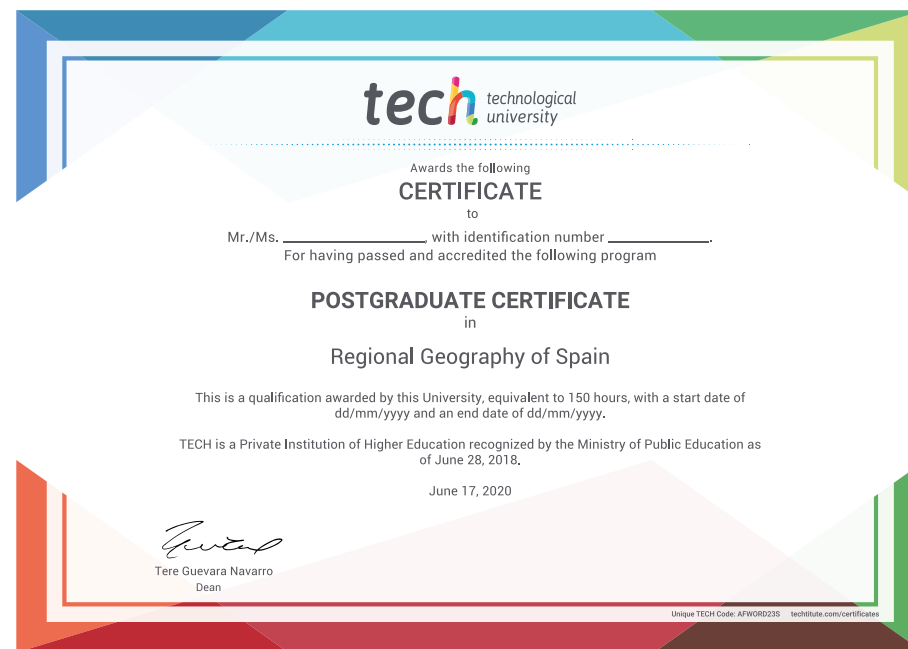 tech technological
university
Awards the following
CERTIFICATE
to
Mr./Ms. ____________________, with identification number ______________.
For having passed and accredited the following program
POSTGRADUATE CERTIFICATE
in
Regional Geography of Spain
This is a qualification awarded by this University, equivalent to 150 hours, with a start date of
dd/mm/yyyy and an end date of dd/mm/yyyy.
TECH is a Private Institution of Higher Education recognized by the Ministry of Public Education as
of June 28, 2018.
June 17, 2020
Tere Guevara Navarro
Dean
Unique TECH Code: AFWORD23S techtitute.com/certificates